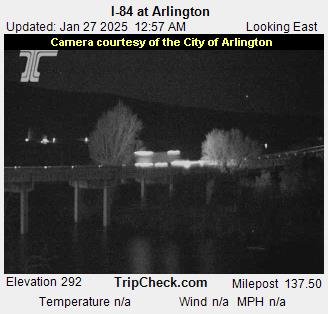 I-84 at Arlington
Updated: Jan 27 2025 12:57 AM Looking East
Camera courtesy of the City of Arlington
Elevation 292 TripCheck.com Milepost 137.50
Temperature n/a Wind n/a MPH n/a